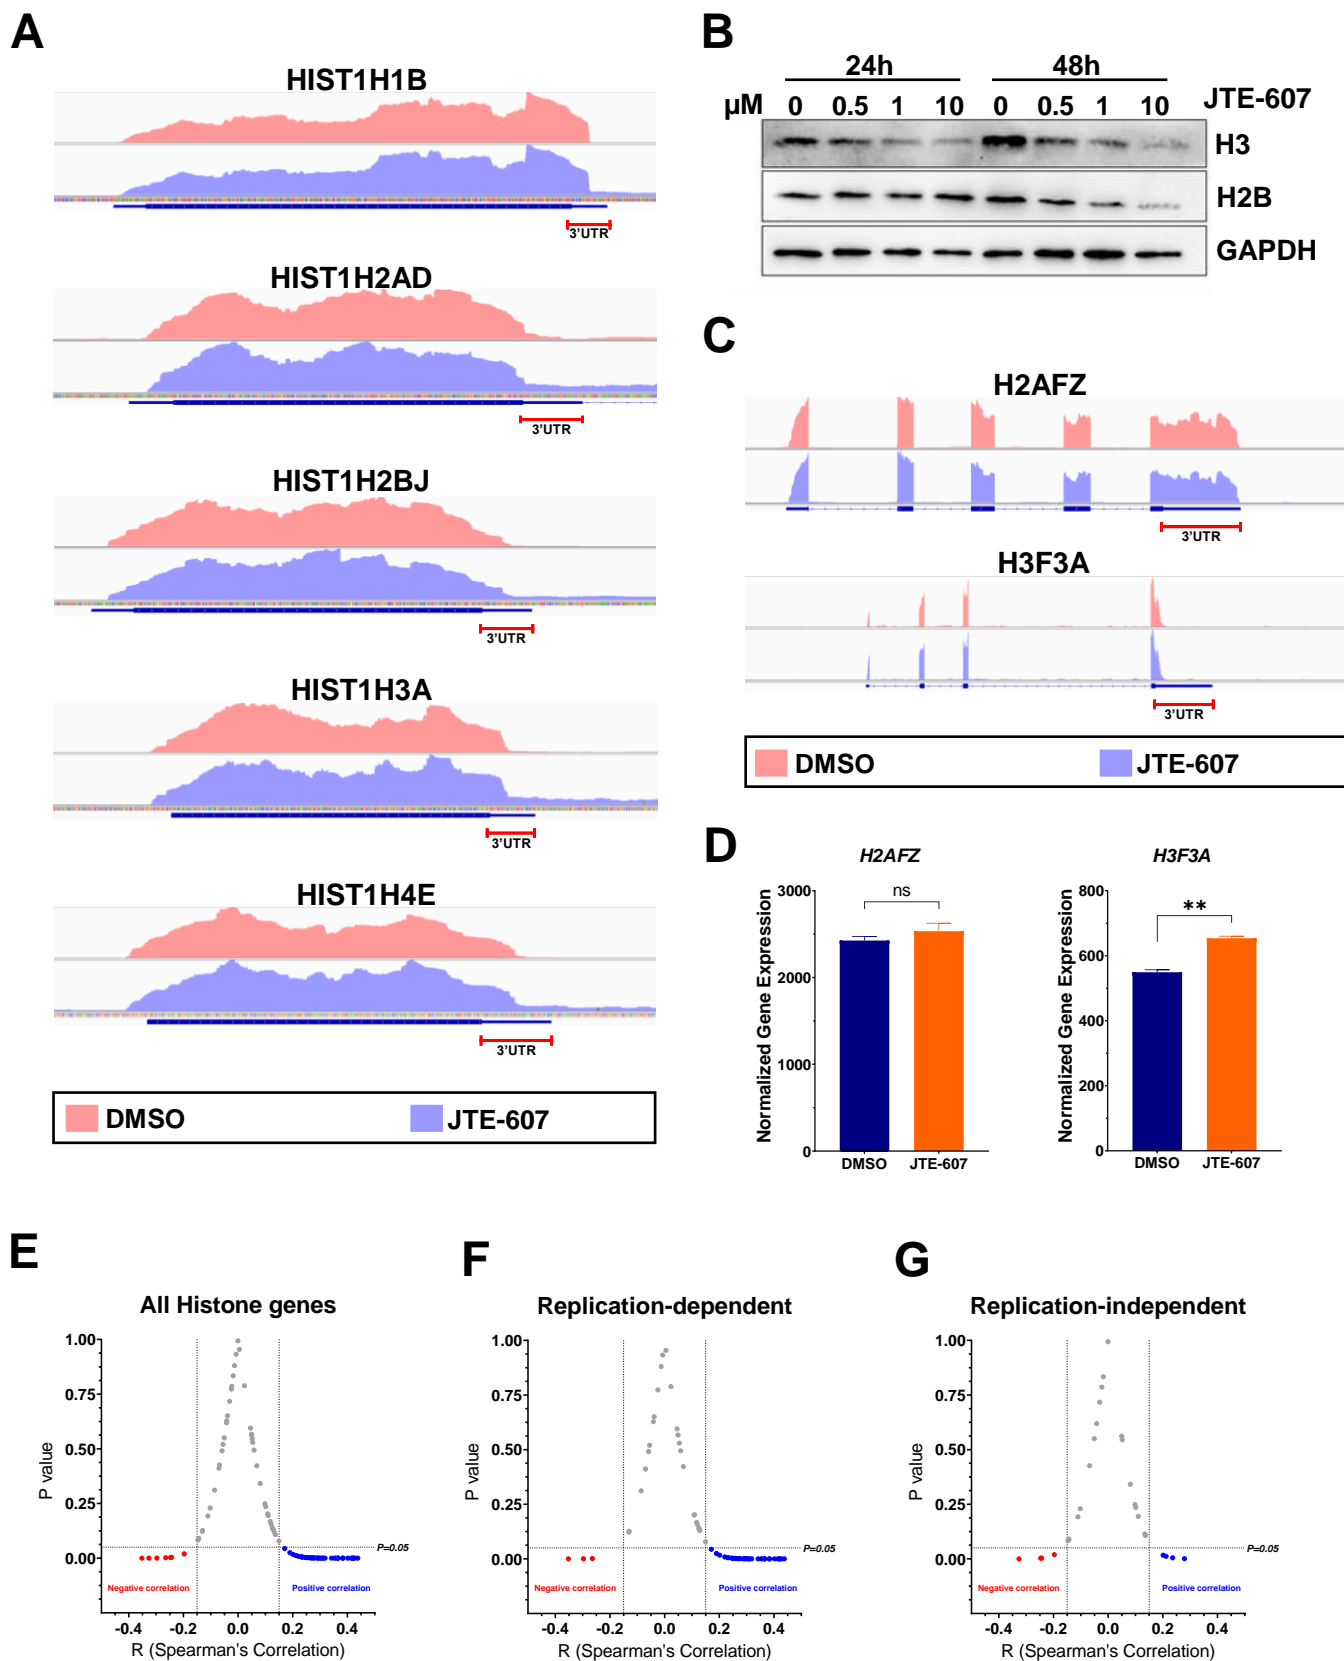 A
HIST1H1B
3'UTR
HIST1H2AD
3'UTR
HIST1H2BJ
3'UTR
HIST1H3A
3'UTR
HIST1H4E
3'UTR
DMSO JTE-607
B
24h 48h
µM 0 0.5 1 10 0 0.5 1 10 JTE-607
H3
H2B
GAPDH
C
H2AFZ
3'UTR
H3F3A
3'UTR
DMSO JTE-607
D
H2AFZ
Normalized Gene Expression
3000
2000
1000
0
ns
DMSO JTE-607
H3F3A
Normalized Gene Expression
800
600
400
200
0
**
DMSO JTE-607
E
All Histone genes
P value
1.00
0.75
0.50
0.25
0.00
P=0.05
Negative correlation Positive correlation
-0.4 -0.2 0.0 0.2 0.4
R (Spearman's Correlation)
F
Replication-dependent
P value
1.00
0.75
0.50
0.25
0.00
P=0.05
Negative correlation Positive correlation
-0.4 -0.2 0.0 0.2 0.4
R (Spearman's Correlation)
G
Replication-independent
P value
1.00
0.75
0.50
0.25
0.00
P=0.05
Negative correlation Positive correlation
-0.4 -0.2 0.0 0.2 0.4
R (Spearman's Correlation)